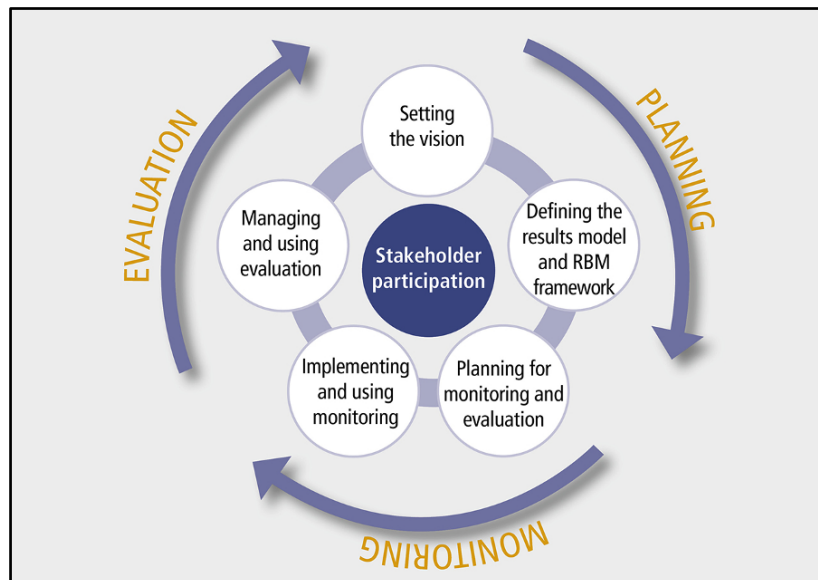 Setting
the vision
PLANNING
Defining the
results model
and RBM
framework
Planning for
monitoring and
evaluation
MONITORING
Implementing
and using
monitoring
Managing
and using
evaluation
EVALUATION
Stakeholder
participation